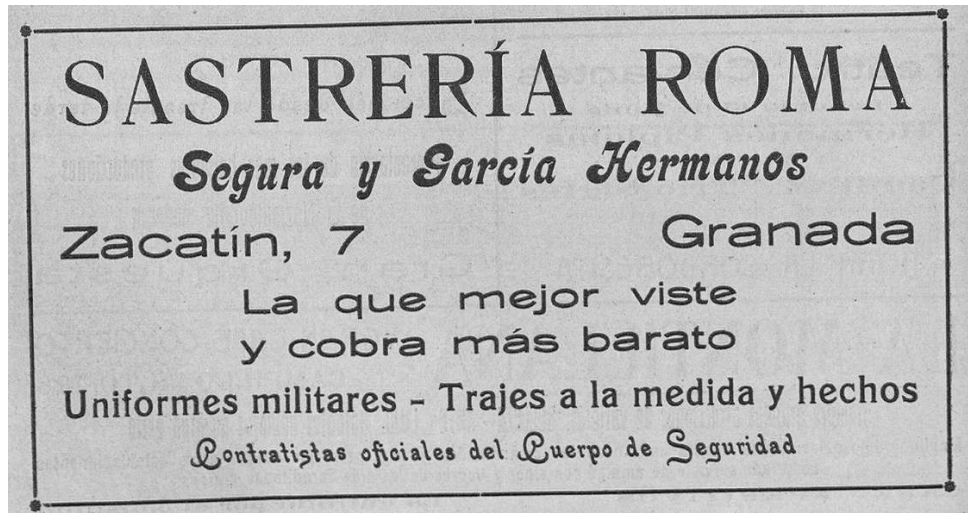 SASTRERÍA ROMA
Segura y García Hermanos
Zacatín, 7 Granada
La que mejor viste
y cobra más barato
Uniformes militares - Trajes a la medida y hechos
Contratistas oficiales del Cuerpo de Seguridad